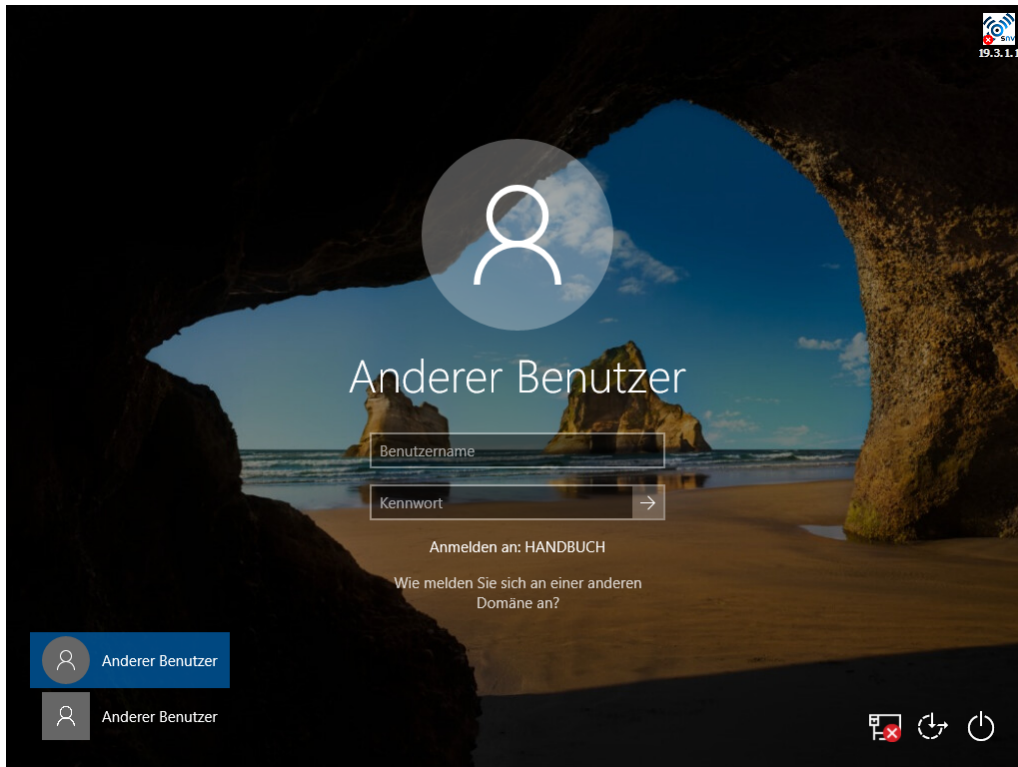 snv
19.3.1.1
Anderer Benutzer
Benutzername
Kennwort
Anmelden an: HANDBUCH
Wie melden Sie sich an einer anderen
Domäne an?
Anderer Benutzer
Anderer Benutzer